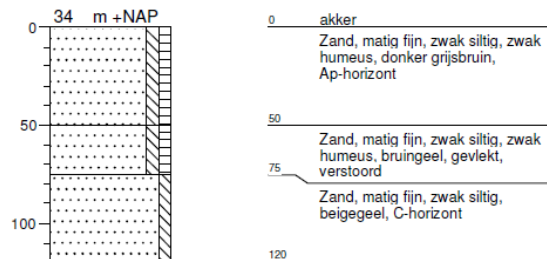 34 m +NAP
0
50
100
0 akker
Zand, matig fijn, zwak siltig, zwak
humeus, donker grijsbruin,
Ap-horizont
50
Zand, matig fijn, zwak siltig, zwak
humeus, bruingeel, gevlekt,
verstoord
75
Zand, matig fijn, zwak siltig,
beigegeel, C-horizont
120